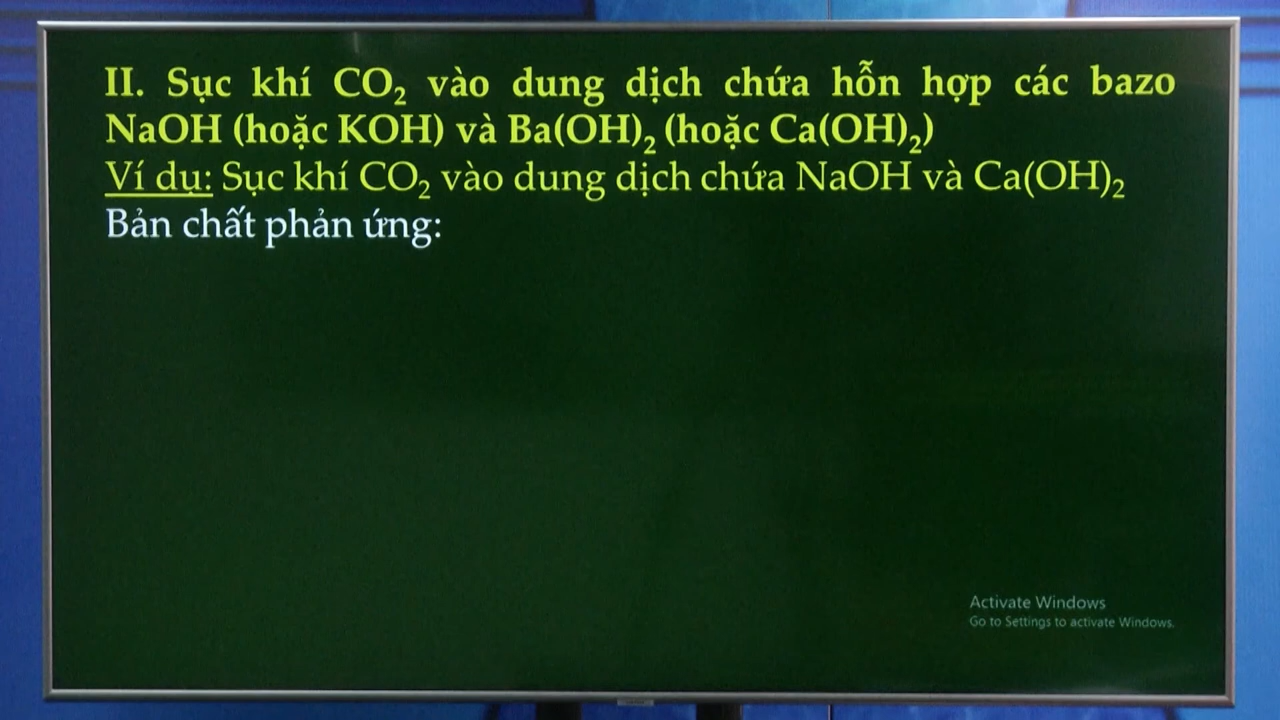 II. Sục khí CO₂ vào dung dịch chứa hỗn hợp các bazo
NaOH (hoặc KOH) và Ba(OH)₂ (hoặc Ca(OH)₂)
Ví dụ: Sục khí CO₂ vào dung dịch chứa NaOH và Ca(OH)₂
Bản chất phản ứng:
Activate Windows
Go to Settings to activate Windows.